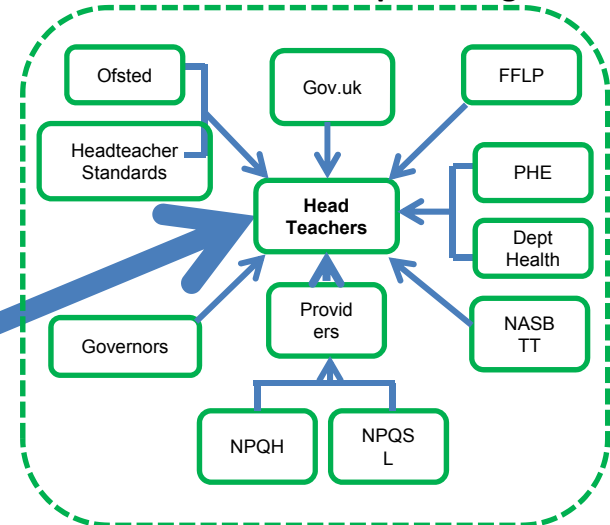 Ofsted
Gov.uk
FFLP
Headteacher
Standards
PHE
Head
Teachers
Dept
Health
Provid
ers
Governors
NASB
TT
NPQH
NPQS
L